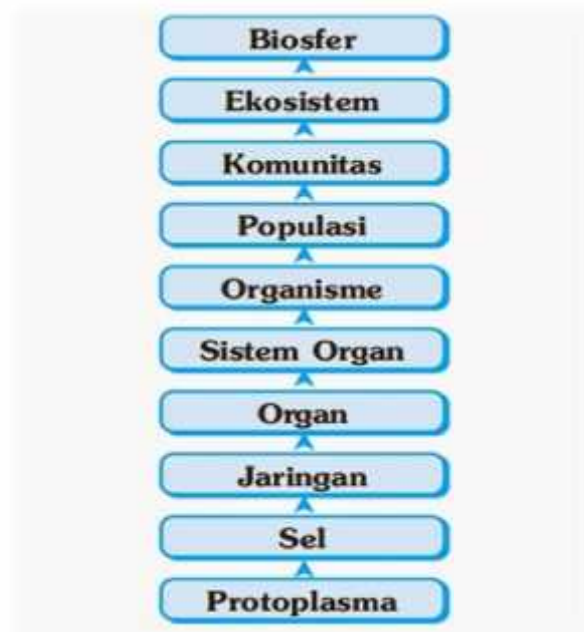 Biosfer
Ekosistem
Komunitas
Populasi
Organisme
Sistem Organ
Organ
Jaringan
Sel
Protoplasma